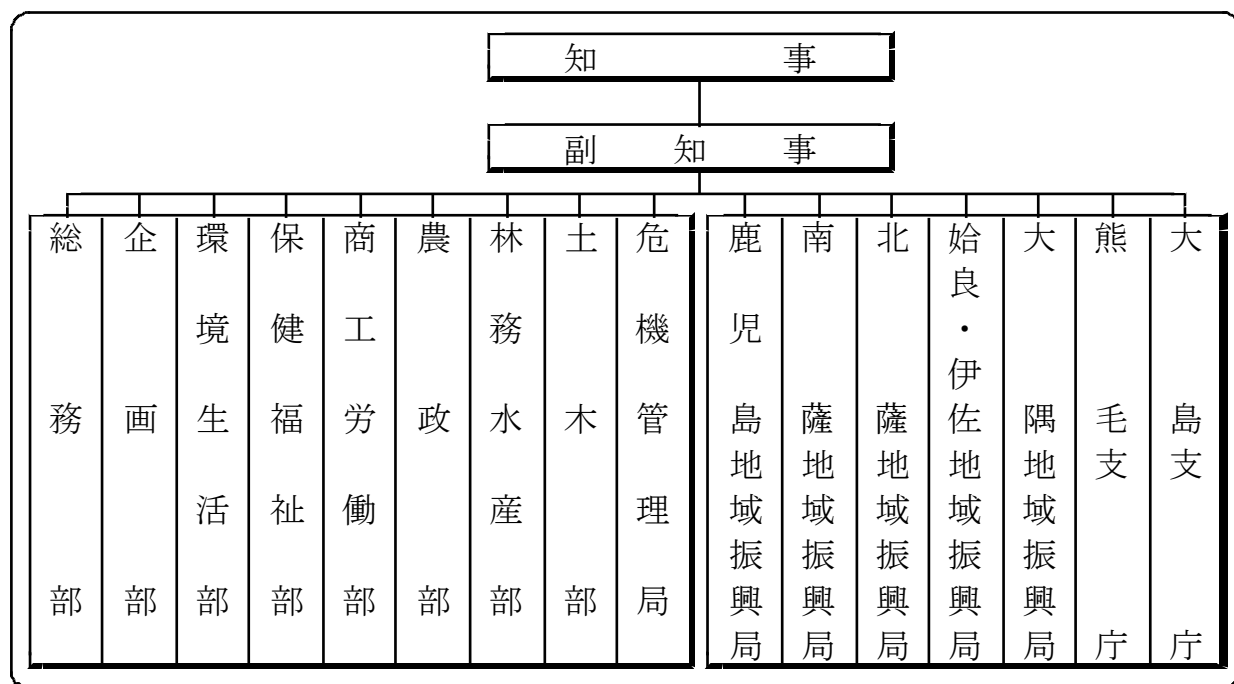 知事
副知事
総務部
企画部
環境生活部
保健福祉部
商工労働部
農政部
林務水産部
土木部
危機管理局
鹿児島地域振興局
南薩地域振興局
北薩地域振興局
姶良・伊佐地域振興局
大隅地域振興局
熊毛支庁
大島支庁